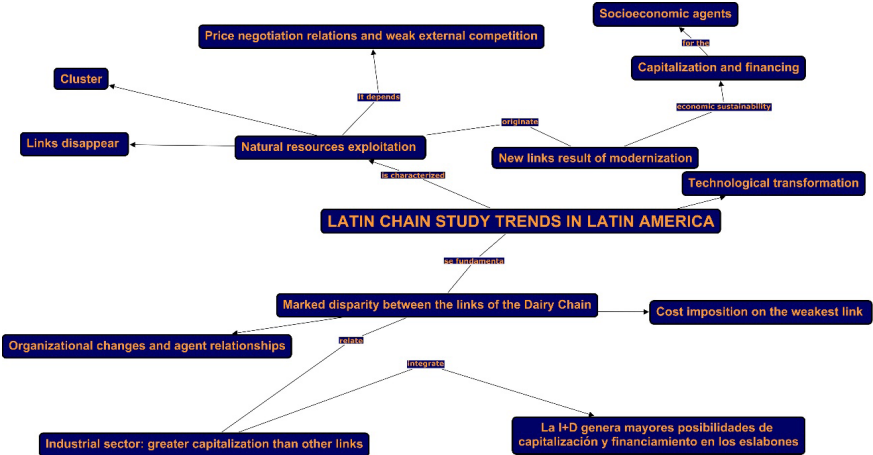 Socioeconomic agents
Price negotiation relations and weak external competition
for the
Capitalization and financing
Cluster
it depends
economic sustainability
originate
Links disappear
Natural resources exploitation
New links result of modernization
is characterized
Technological transformation
LATIN CHAIN STUDY TRENDS IN LATIN AMERICA
se fundamenta
Marked disparity between the links of the Dairy Chain
Cost imposition on the weakest link
Organizational changes and agent relationships
relate
integrate
La I+D genera mayores posibilidades de
capitalización y financiamiento en los eslabones
Industrial sector: greater capitalization than other links